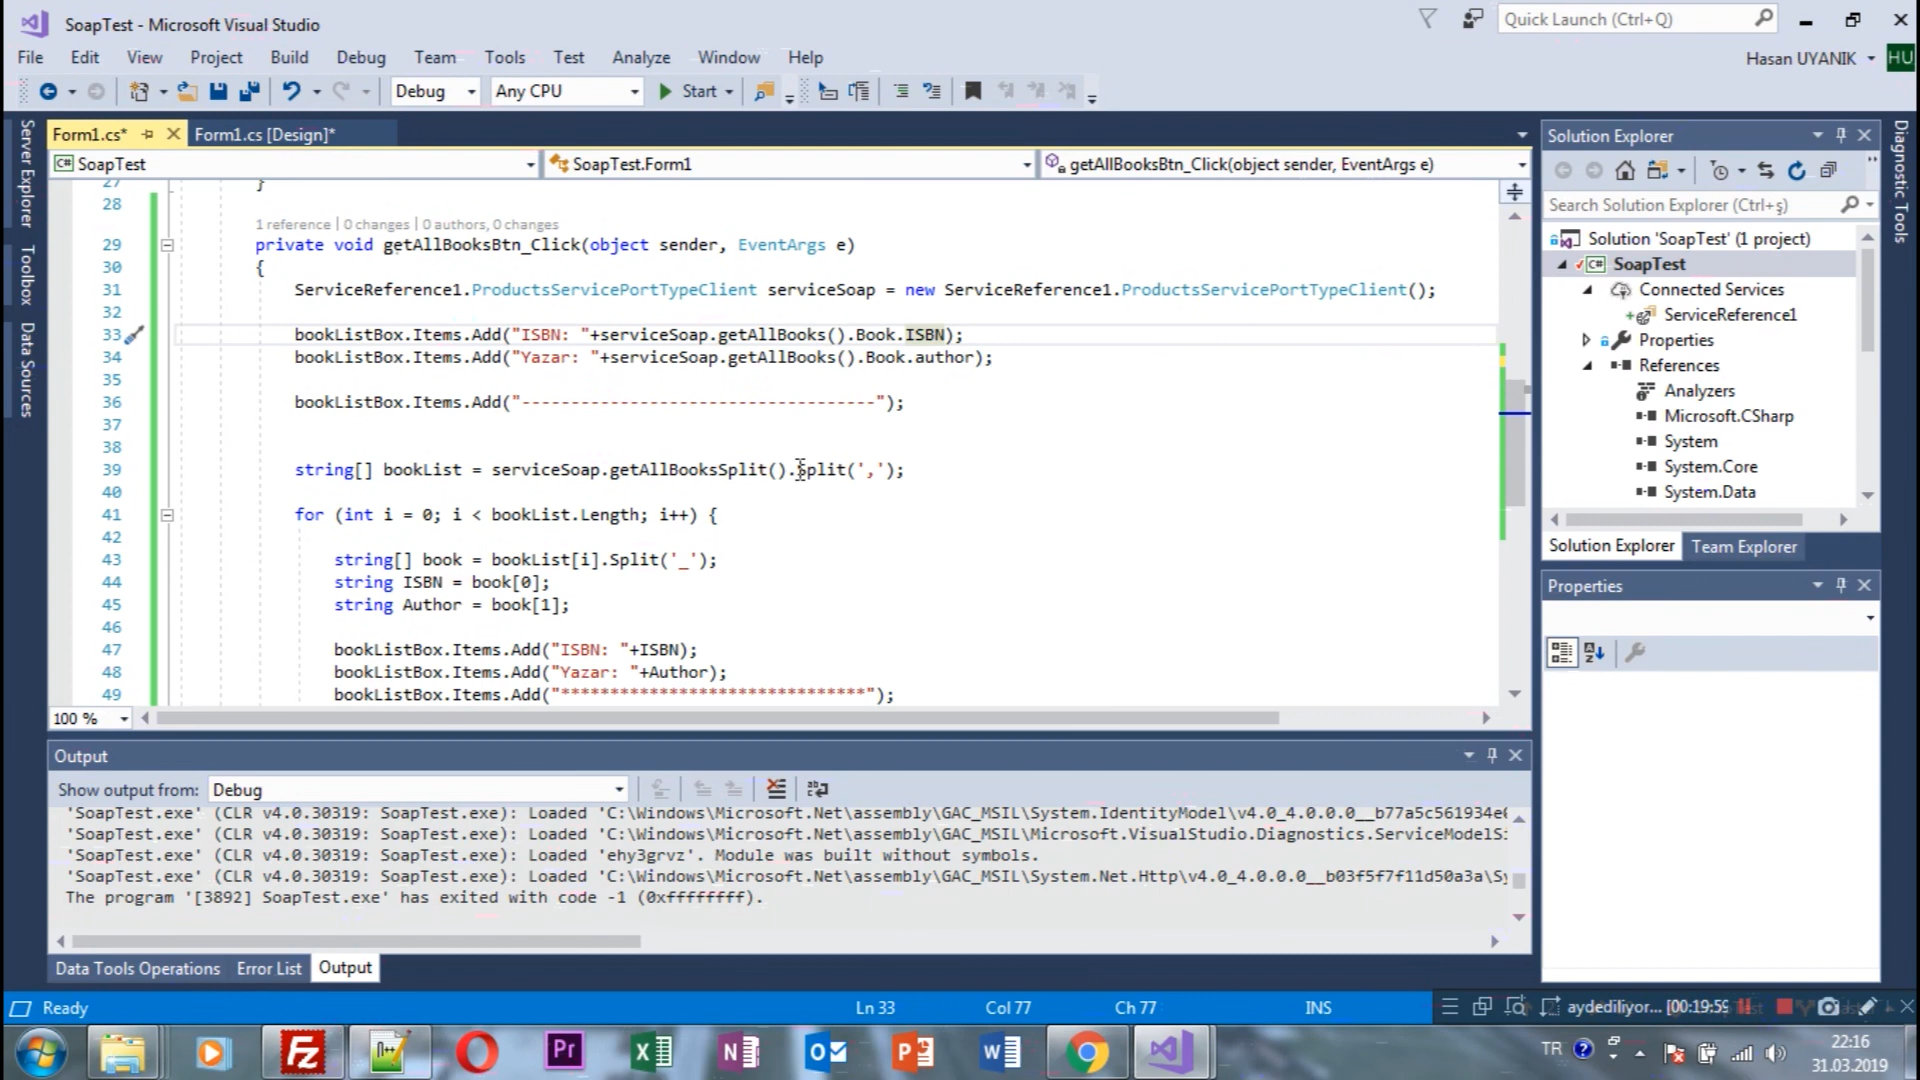 SoapTest - Microsoft Visual Studio
Quick Launch (Ctrl+Q)
File Edit View Project Build Debug Team Tools Test Analyze Window Help
Hasan UYANIK
HU
Debug Any CPU Start
Server Explorer
Toolbox
Data Sources
Form1.cs* Form1.cs [Design]*
C# SoapTest SoapTest.Form1 getAllBooksBtn_Click(object sender, EventArgs e)
27 }
28
1 reference | 0 changes | 0 authors, 0 changes
29 private void getAllBooksBtn_Click(object sender, EventArgs e)
30 {
31 ServiceReference1.ProductsServicePortTypeClient serviceSoap = new ServiceReference1.ProductsServicePortTypeClient();
32
33 bookListBox.Items.Add("ISBN: "+serviceSoap.getAllBooks().Book.ISBN);
34 bookListBox.Items.Add("Yazar: "+serviceSoap.getAllBooks().Book.author);
35
36 bookListBox.Items.Add("------------------------------------");
37
38
39 string[] bookList = serviceSoap.getAllBooksSplit().Split(',');
40
41 for (int i = 0; i < bookList.Length; i++) {
42
43 string[] book = bookList[i].Split('_');
44 string ISBN = book[0];
45 string Author = book[1];
46
47 bookListBox.Items.Add("ISBN: "+ISBN);
48 bookListBox.Items.Add("Yazar: "+Author);
49 bookListBox.Items.Add("*******************************");
100 %
Output
Show output from: Debug
'SoapTest.exe' (CLR v4.0.30319: SoapTest.exe): Loaded 'C:\Windows\Microsoft.Net\assembly\GAC_MSIL\System.IdentityModel\v4.0_4.0.0.0__b77a5c561934e0
'SoapTest.exe' (CLR v4.0.30319: SoapTest.exe): Loaded 'C:\Windows\Microsoft.Net\assembly\GAC_MSIL\Microsoft.VisualStudio.Diagnostics.ServiceModelSi
'SoapTest.exe' (CLR v4.0.30319: SoapTest.exe): Loaded 'ehy3grvz'. Module was built without symbols.
'SoapTest.exe' (CLR v4.0.30319: SoapTest.exe): Loaded 'C:\Windows\Microsoft.Net\assembly\GAC_MSIL\System.Net.Http\v4.0_4.0.0.0__b03f5f7f11d50a3a\Sy
The program '[3892] SoapTest.exe' has exited with code -1 (0xffffffff).
Data Tools Operations Error List Output
Solution Explorer
Search Solution Explorer (Ctrl+ş)
Solution 'SoapTest' (1 project)
C# SoapTest
Connected Services
ServiceReference1
Properties
References
Analyzers
Microsoft.CSharp
System
System.Core
System.Data
Solution Explorer Team Explorer
Properties
Diagnostic Tools
Ready Ln 33 Col 77 Ch 77 INS
aydediliyor... [00:19:59
Pr
TR
22:16
31.03.2019